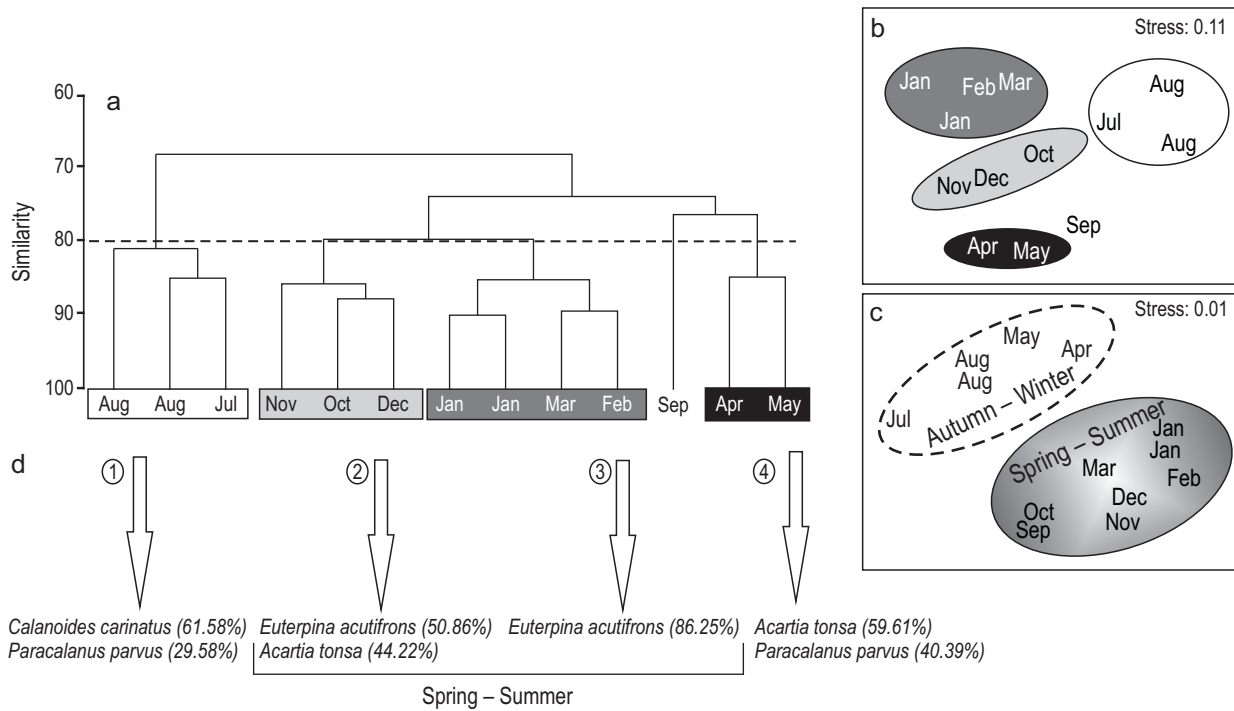 a
60
70
80
90
100
Similarity
Aug Aug Jul Nov Oct Dec Jan Jan Mar Feb Sep Apr May
b
Stress: 0.11
Jan Feb Mar
Jan
Aug
Jul
Aug
Oct
Nov Dec
Sep
Apr May
c
Stress: 0.01
May
Aug
Apr
Aug
Jul
Autumn – Winter
Spring – Summer
Jan
Jan
Mar
Feb
Dec
Oct
Nov
Sep
d
1 2 3 4
Calanoides carinatus (61.58%) Euterpina acutifrons (50.86%) Euterpina acutifrons (86.25%) Acartia tonsa (59.61%)
Paracalanus parvus (29.58%) Acartia tonsa (44.22%) Paracalanus parvus (40.39%)
Spring – Summer